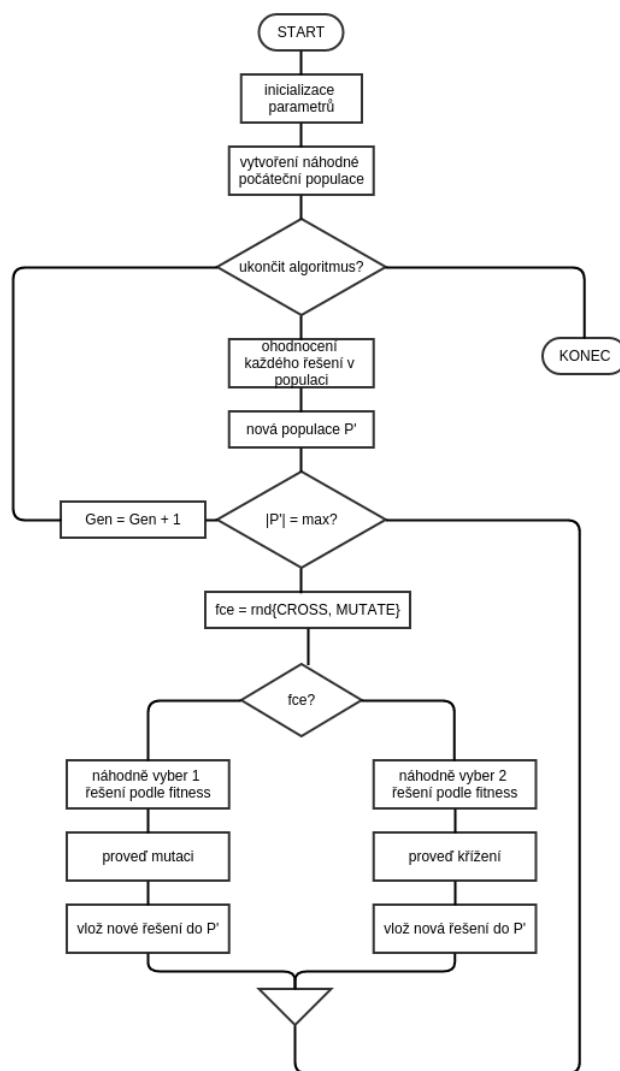 START
inicializace
parametrů
vytvoření náhodné
počáteční populace
ukončit algoritmus?
ohodnocení
každého řešení v
populaci
KONEC
nová populace P'
Gen = Gen + 1
|P'| = max?
fce = rnd{CROSS, MUTATE}
fce?
náhodně vyber 1
řešení podle fitness
náhodně vyber 2
řešení podle fitness
proveď mutaci
proveď křížení
vlož nové řešení do P'
vlož nová řešení do P'